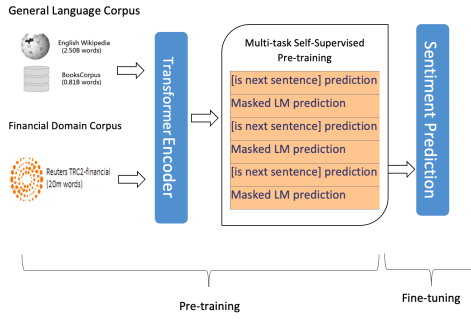 General Language Corpus
English Wikipedia
(2.50B words)
BooksCorpus
(0.81B words)
Financial Domain Corpus
Reuters TRC2-financial
(20m words)
Transformer Encoder
Multi-task Self-Supervised
Pre-training
[is next sentence] prediction
Masked LM prediction
[is next sentence] prediction
Masked LM prediction
[is next sentence] prediction
Masked LM prediction
Sentiment Prediction
Pre-training
Fine-tuning